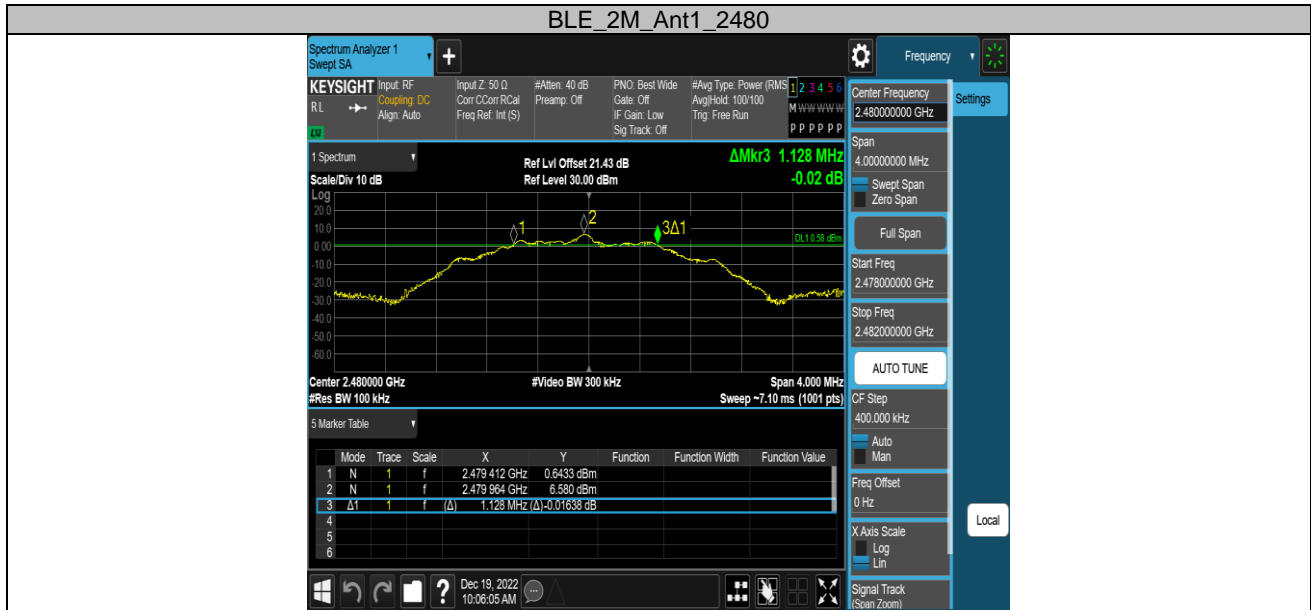 BLE_2M_Ant1_2480
Spectrum Analyzer 1
Swept SA
+
Frequency
KEYSIGHT
RL
Input: RF
Coupling: DC
Align: Auto
Input Z: 50 Ω
Corr CCorr RCal
Freq Ref: Int (S)
#Atten: 40 dB
Preamp: Off
PNO: Best Wide
Gate: Off
IF Gain: Low
Sig Track: Off
#Avg Type: Power (RMS
Avg|Hold: 100/100
Trig: Free Run
1 2 3 4 5 6
M W W W W W
P P P P P P
1 Spectrum
Scale/Div 10 dB
Ref Lvl Offset 21.43 dB
Ref Level 30.00 dBm
ΔMkr3 1.128 MHz
-0.02 dB
Log
20.0
10.0
0.00
-10.0
-20.0
-30.0
-40.0
-50.0
-60.0
1
2
3Δ1
DL1 0.58 dBm
Center 2.480000 GHz
#Res BW 100 kHz
#Video BW 300 kHz
Span 4.000 MHz
Sweep ~7.10 ms (1001 pts)
5 Marker Table
Mode Trace Scale X Y Function Function Width Function Value
1 N 1 f 2.479 412 GHz 0.6433 dBm
2 N 1 f 2.479 964 GHz 6.580 dBm
3 Δ1 1 f (Δ) 1.128 MHz (Δ)-0.01638 dB
4
5
6
?
Dec 19, 2022
10:06:05 AM
Center Frequency
2.480000000 GHz
Settings
Span
4.00000000 MHz
Swept Span
Zero Span
Full Span
Start Freq
2.478000000 GHz
Stop Freq
2.482000000 GHz
AUTO TUNE
CF Step
400.000 kHz
Auto
Man
Freq Offset
0 Hz
Local
X Axis Scale
Log
Lin
Signal Track
(Span Zoom)